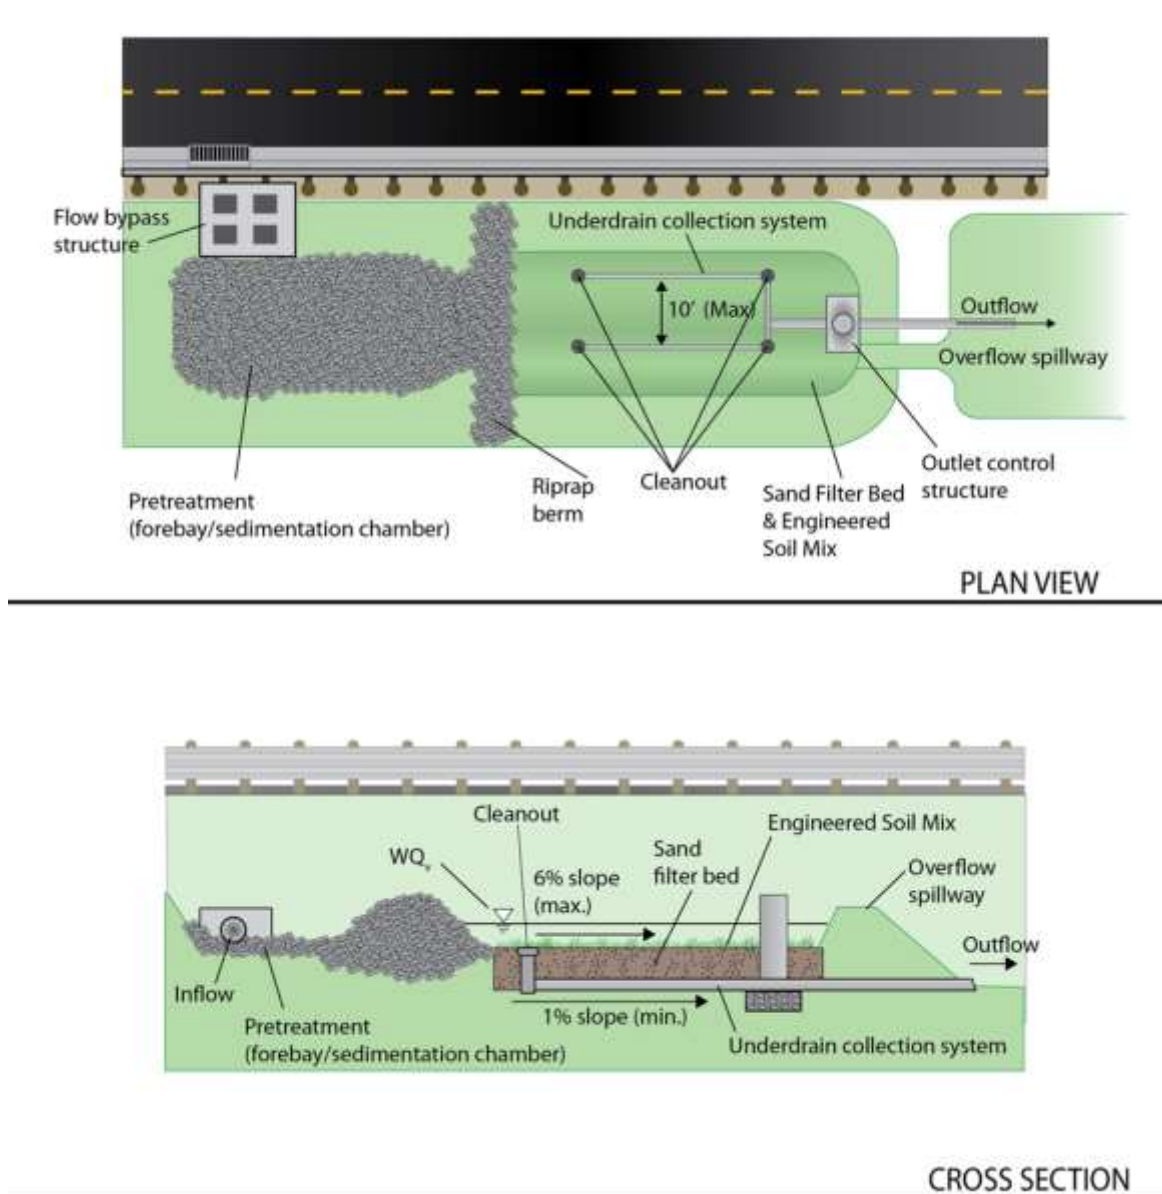 Flow bypass
structure
Underdrain collection system
10' (Max)
Outflow
Overflow spillway
Pretreatment
(forebay/sedimentation chamber)
Riprap
berm
Cleanout
Sand Filter Bed
& Engineered
Soil Mix
Outlet control
structure
PLAN VIEW
Cleanout
Engineered Soil Mix
WQv
6% slope
(max.)
Sand
filter bed
Overflow
spillway
Outflow
Inflow
Pretreatment
(forebay/sedimentation chamber)
1% slope (min.)
Underdrain collection system
CROSS SECTION